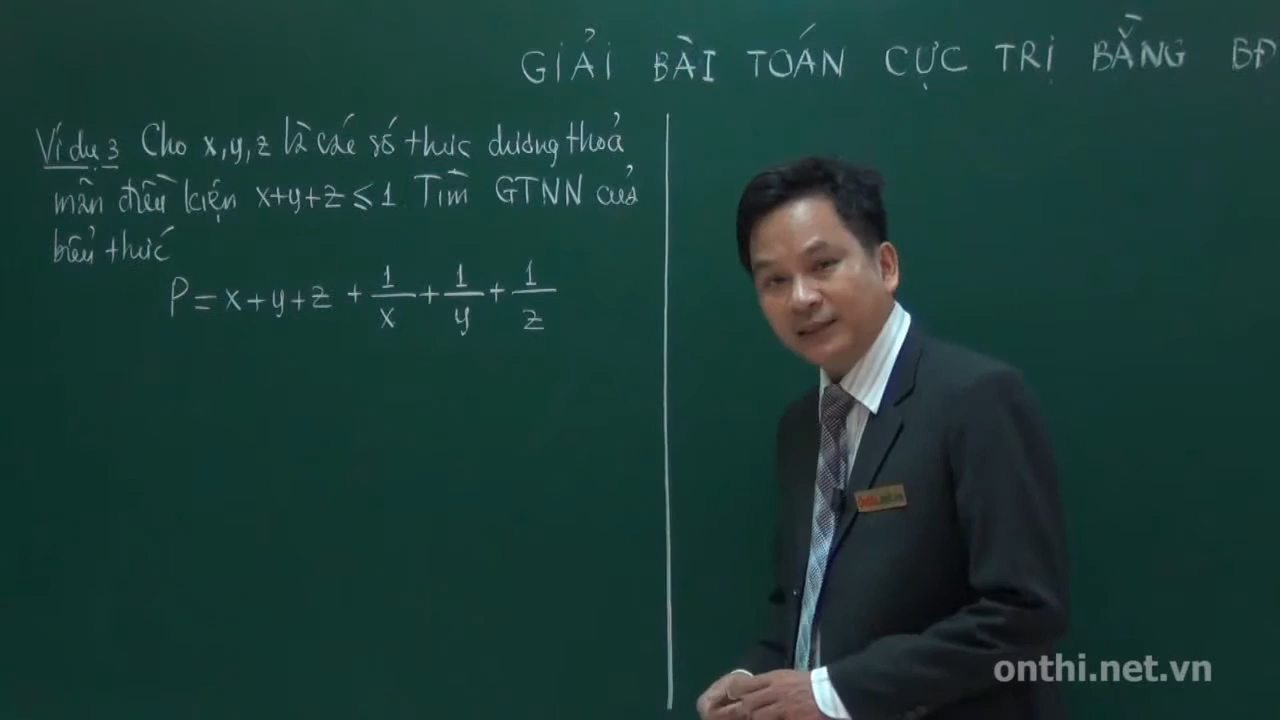 GIẢI BÀI TOÁN CỰC TRỊ BẰNG BĐ
Ví dụ 3 Cho x, y, z là các số thực dương thoả
mãn điều kiện x+y+z ⩽ 1. Tìm GTNN của
biểu thức
P = x+y+z + 1/x + 1/y + 1/z
onthi.net.vn